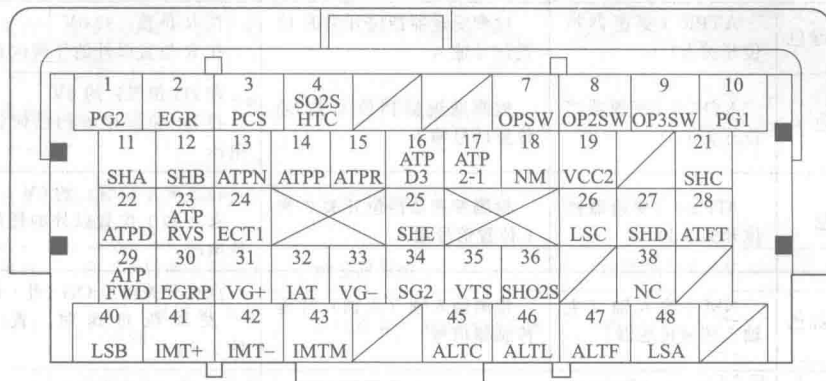 1 2 3 4 7 8 9 10
SO2S
PG2 EGR PCS HTC OPSW OP2SW OP3SW PG1
11 12 13 14 15 16 17 18 19 21
ATP ATP
SHA SHB ATPN ATPP ATPR D3 2-1 NM VCC2 SHC
22 23 24 25 26 27 28
ATP
ATPD RVS ECT1 SHE LSC SHD ATFT
29 30 31 32 33 34 35 36 38
ATP
FWD EGRP VG+ IAT VG− SG2 VTS SHO2S NC
40 41 42 43 45 46 47 48
LSB IMT+ IMT− IMTM ALTC ALTL ALTF LSA